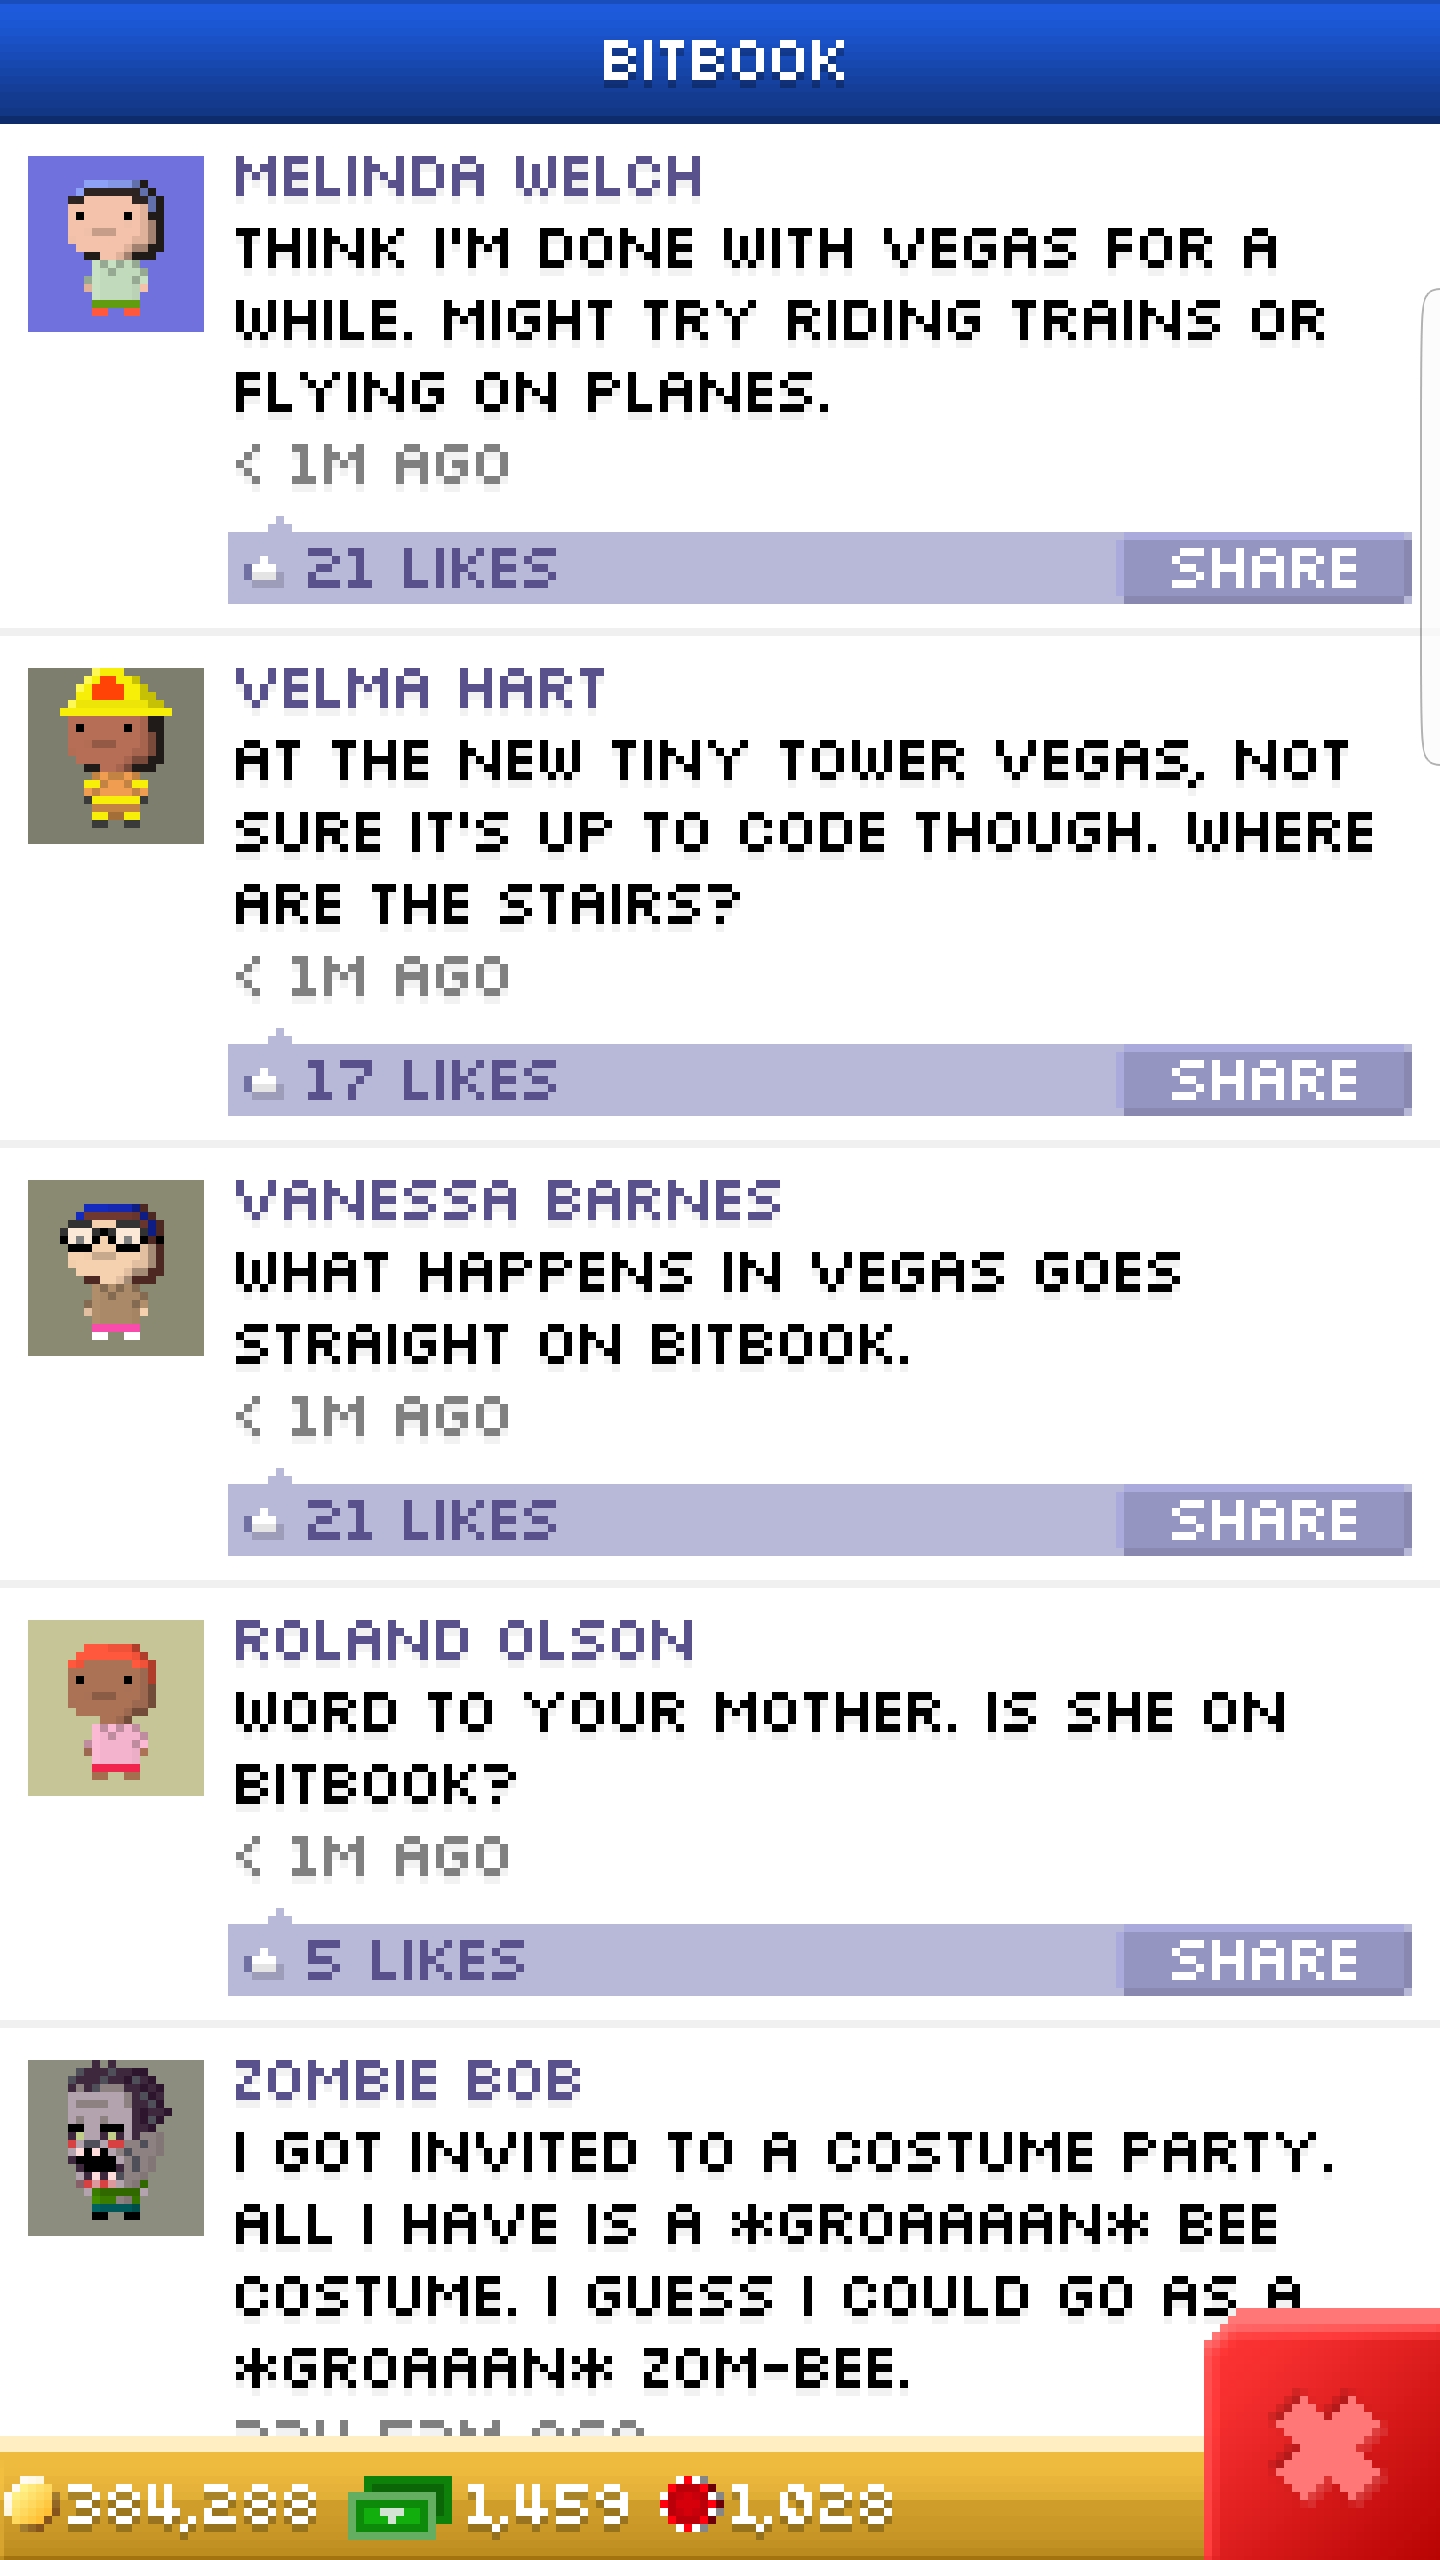 BITBOOK
MELINDA WELCH
THINK I'M DONE WITH VEGAS FOR A
WHILE. MIGHT TRY RIDING TRAINS OR
FLYING ON PLANES.
< 1M AGO
21 LIKES
SHARE
VELMA HART
AT THE NEW TINY TOWER VEGAS, NOT
SURE IT'S UP TO CODE THOUGH. WHERE
ARE THE STAIRS?
< 1M AGO
17 LIKES
SHARE
VANESSA BARNES
WHAT HAPPENS IN VEGAS GOES
STRAIGHT ON BITBOOK.
< 1M AGO
21 LIKES
SHARE
ROLAND OLSON
WORD TO YOUR MOTHER. IS SHE ON
BITBOOK?
< 1M AGO
5 LIKES
SHARE
ZOMBIE BOB
I GOT INVITED TO A COSTUME PARTY.
ALL I HAVE IS A *GROAAAAN* BEE
COSTUME. I GUESS I COULD GO AS A
*GROAAAN* ZOM-BEE.
AGO
384,288 1,459 1,028